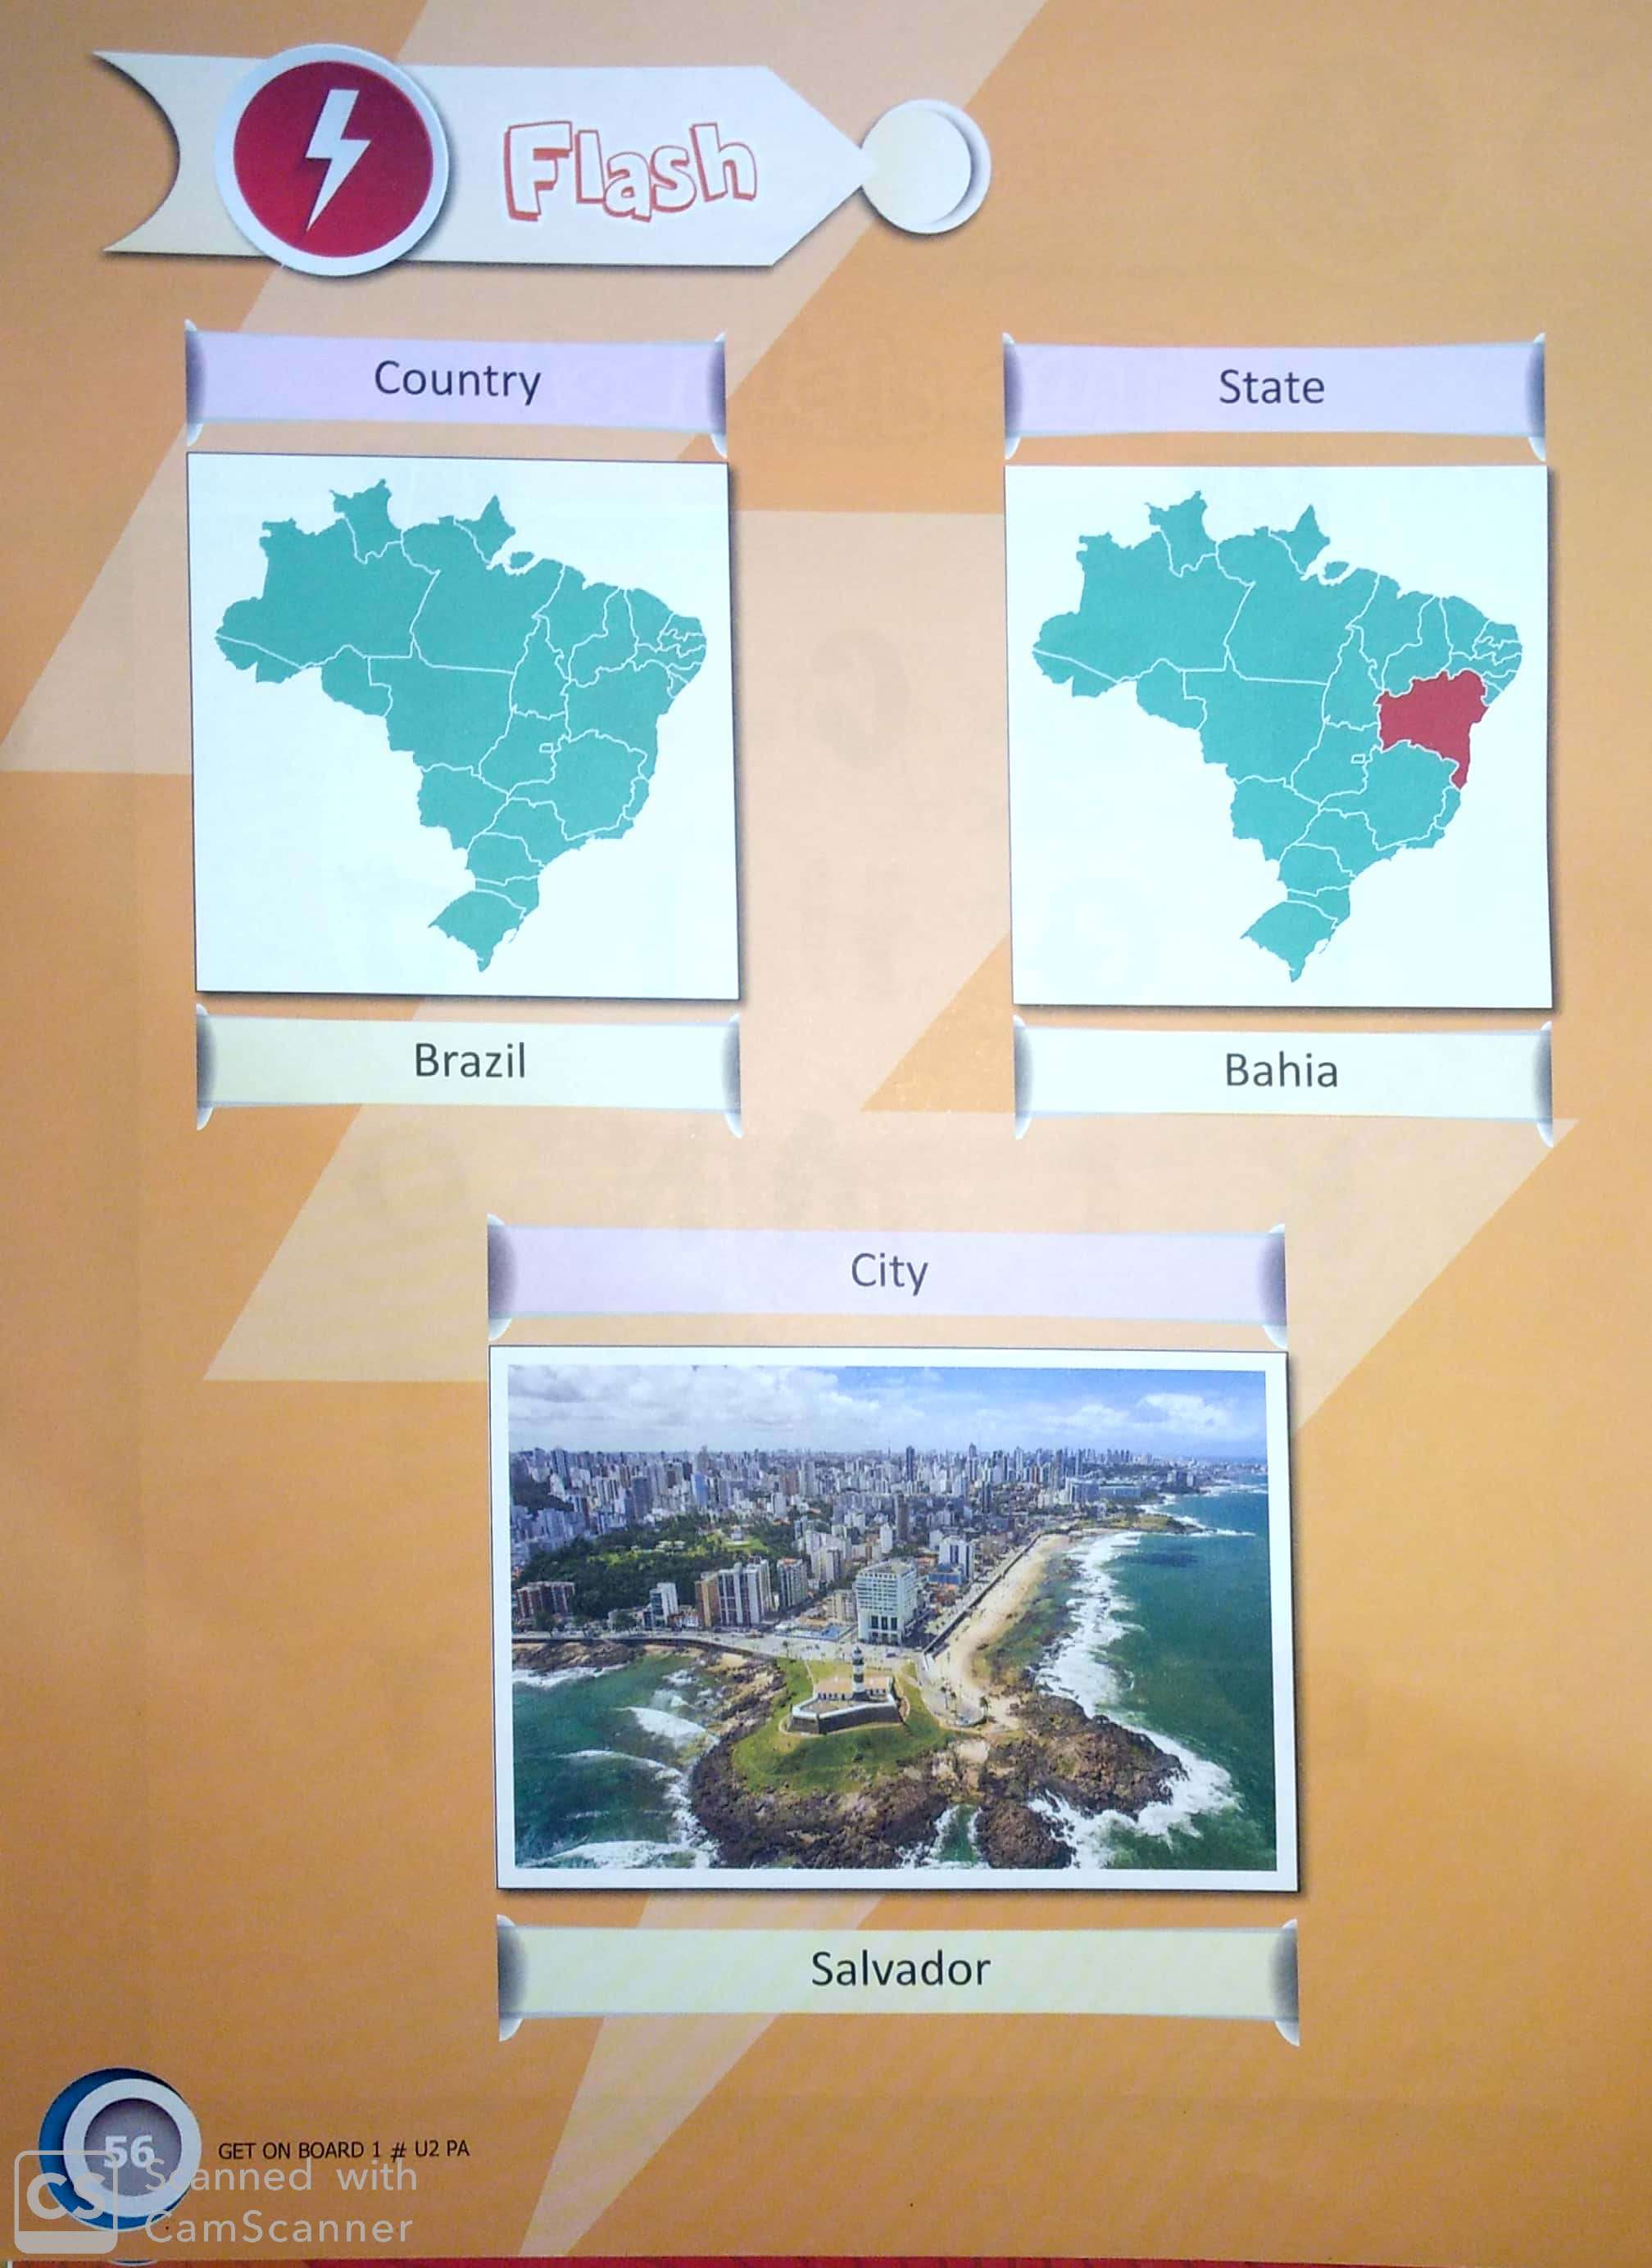 Flash
Country
State
Brazil
Bahia
City
Salvador
56
GET ON BOARD 1 # U2 PA
CS
Scanned with
CamScanner